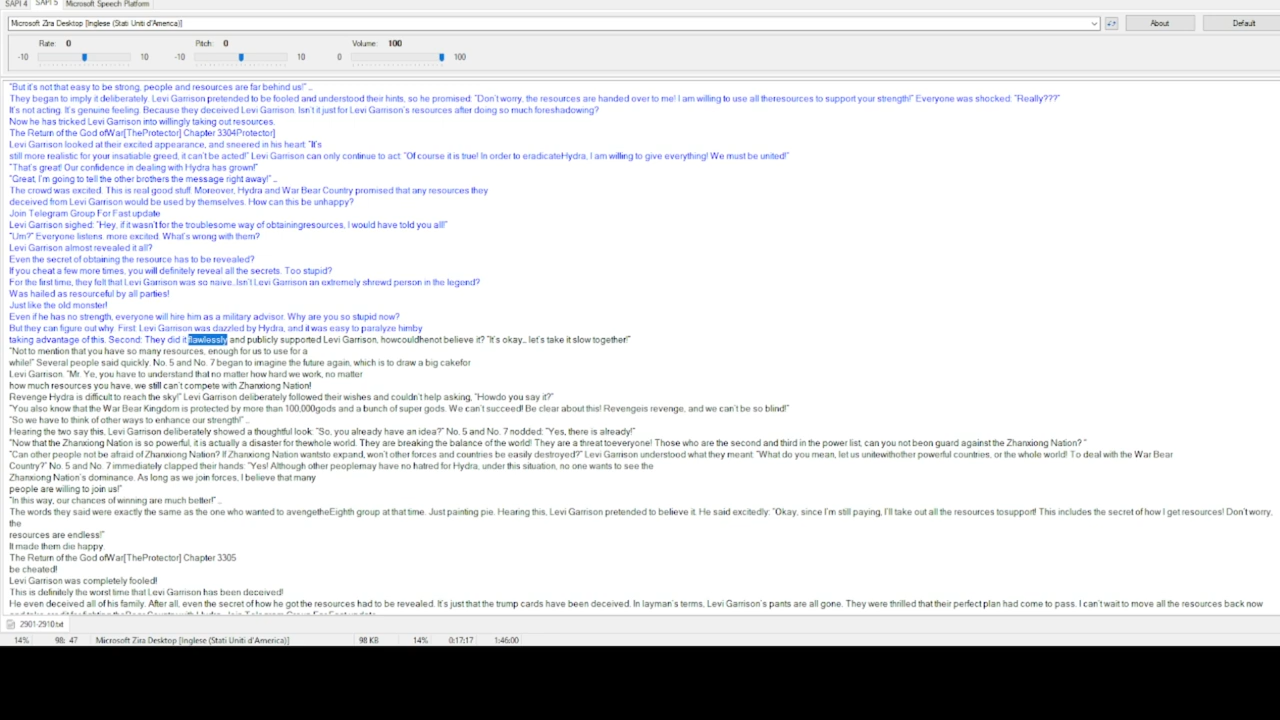 SAPI 4 SAPI 5 Microsoft Speech Platform
Microsoft Zira Desktop [Inglese (Stati Uniti d'America)] About Default
Rate: 0 Pitch: 0 Volume: 100
-10 10 -10 10 0 100
"But it's not that easy to be strong, people and resources are far behind us!" ..
They began to imply it deliberately. Levi Garrison pretended to be fooled and understood their hints, so he promised: "Don't worry, the resources are handed over to me! I am willing to use all theresources to support your strength!" Everyone was shocked: "Really???"
It's not acting. It's genuine feeling. Because they deceived Levi Garrison. Isn't it just for Levi Garrison's resources after doing so much foreshadowing?
Now he has tricked Levi Garrison into willingly taking out resources.
The Return of the God ofWar[TheProtector] Chapter 3304Protector]
Levi Garrison looked at their excited appearance, and sneered in his heart: "It's
still more realistic for your insatiable greed, it can't be acted!" Levi Garrison can only continue to act: "Of course it is true! In order to eradicateHydra, I am willing to give everything! We must be united!"
"That's great! Our confidence in dealing with Hydra has grown!"
"Great, I'm going to tell the other brothers the message right away!" ..
The crowd was excited. This is real good stuff. Moreover, Hydra and War Bear Country promised that any resources they
deceived from Levi Garrison would be used by themselves. How can this be unhappy?
Join Telegram Group For Fast update
Levi Garrison sighed: "Hey, if it wasn't for the troublesome way of obtainingresources, I would have told you all!"
"Um?" Everyone listens. more excited. What's wrong with them?
Levi Garrison almost revealed it all?
Even the secret of obtaining the resource has to be revealed?
If you cheat a few more times, you will definitely reveal all the secrets. Too stupid?
For the first time, they felt that Levi Garrison was so naive..Isn't Levi Garrison an extremely shrewd person in the legend?
Was hailed as resourceful by all parties!
Just like the old monster!
Even if he has no strength, everyone will hire him as a military advisor. Why are you so stupid now?
But they can figure out why. First: Levi Garrison was dazzled by Hydra, and it was easy to paralyze himby
taking advantage of this. Second: They did it flawlessly and publicly supported Levi Garrison, howcouldhenot believe it? "It's okay... let's take it slow together!"
"Not to mention that you have so many resources, enough for us to use for a
while!" Several people said quickly. No. 5 and No. 7 began to imagine the future again, which is to draw a big cakefor
Levi Garrison. "Mr. Ye, you have to understand that no matter how hard we work, no matter
how much resources you have, we still can't compete with Zhanxiong Nation!
Revenge Hydra is difficult to reach the sky!" Levi Garrison deliberately followed their wishes and couldn't help asking, "Howdo you say it?"
"You also know that the War Bear Kingdom is protected by more than 100,000gods and a bunch of super gods. We can't succeed! Be clear about this! Revengeis revenge, and we can't be so blind!"
"So we have to think of other ways to enhance our strength!" ..
Hearing the two say this, Levi Garrison deliberately showed a thoughtful look: "So, you already have an idea?" No. 5 and No. 7 nodded: "Yes, there is already!"
"Now that the Zhanxiong Nation is so powerful, it is actually a disaster for thewhole world. They are breaking the balance of the world! They are a threat toeveryone! Those who are the second and third in the power list, can you not beon guard against the Zhanxiong Nation? "
"Can other people not be afraid of Zhanxiong Nation? If Zhanxiong Nation wantsto expand, won't other forces and countries be easily destroyed?" Levi Garrison understood what they meant: "What do you mean, let us unitewithother powerful countries, or the whole world! To deal with the War Bear
Country?" No. 5 and No. 7 immediately clapped their hands: "Yes! Although other peoplemay have no hatred for Hydra, under this situation, no one wants to see the
Zhanxiong Nation's dominance. As long as we join forces, I believe that many
people are willing to join us!"
"In this way, our chances of winning are much better!" ..
The words they said were exactly the same as the one who wanted to avengetheEighth group at that time. Just painting pie. Hearing this, Levi Garrison pretended to believe it. He said excitedly: "Okay, since I'm still paying, I'll take out all the resources tosupport! This includes the secret of how I get resources! Don't worry,
the
resources are endless!"
It made them die happy.
The Return of the God ofWar[TheProtector] Chapter 3305
be cheated!
Levi Garrison was completely fooled!
This is definitely the worst time that Levi Garrison has been deceived!
He even deceived all of his family. After all, even the secret of how he got the resources had to be revealed. It's just that the trump cards have been deceived. In layman's terms, Levi Garrison's pants are all gone. They were thrilled that their perfect plan had come to pass. I can't wait to move all the resources back now
2901-2910.txt
14% 98: 47 Microsoft Zira Desktop [Inglese (Stati Uniti d'America)] 98 KB 14% 0:17:17 1:46:00